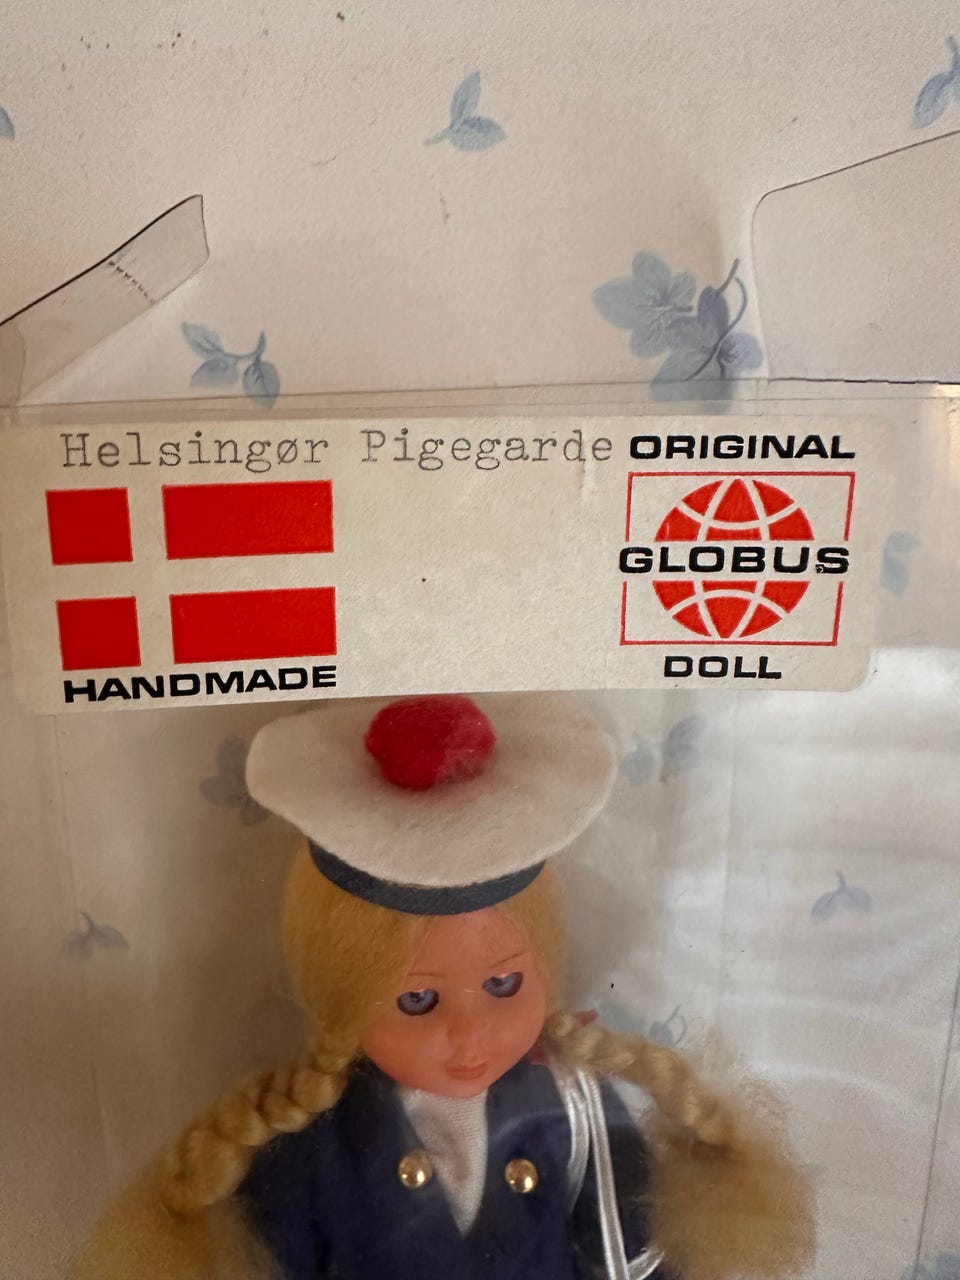 Helsingør Pigegarde
HANDMADE
ORIGINAL
GLOBUS
DOLL